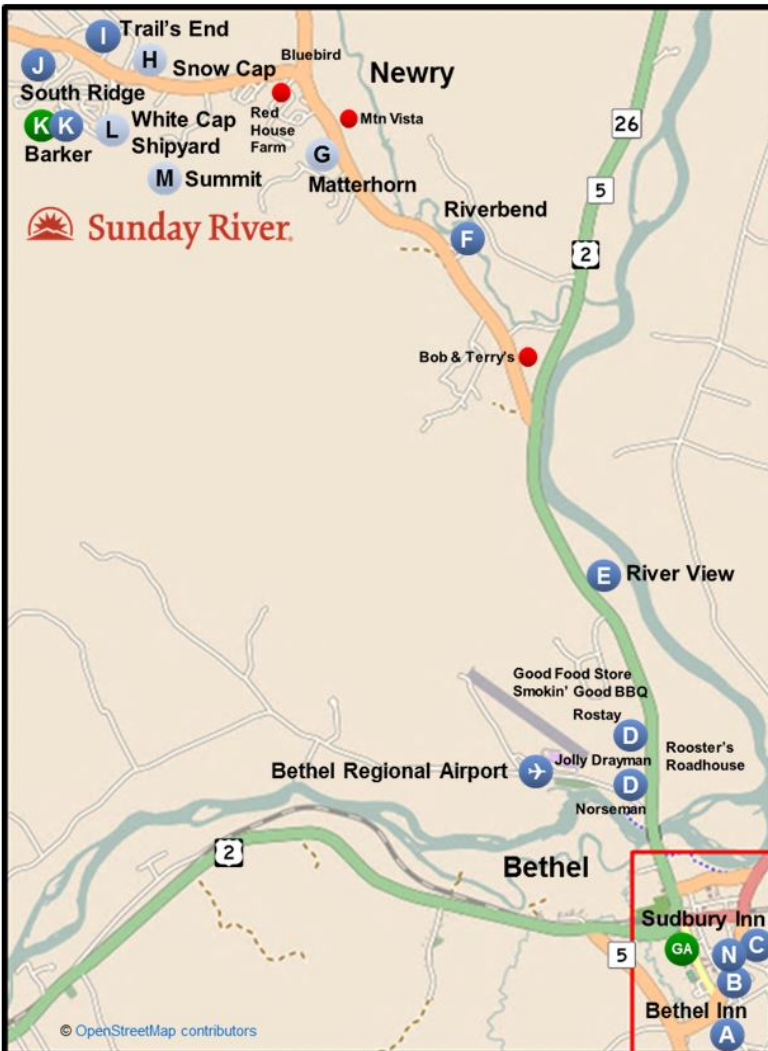 I
Trail's End
H
Bluebird
J
Snow Cap
Newry
South Ridge
Red
House
Farm
Mtn Vista
26
K
K
L
White Cap
Shipyard
Barker
G
M
Summit
Matterhorn
5
Sunday River.
Riverbend
F
2
Bob & Terry's
E
River View
Good Food Store
Smokin' Good BBQ
Rostay
D
Rooster's
Roadhouse
Jolly Drayman
Bethel Regional Airport
D
Norseman
2
Bethel
Sudbury Inn
GA
C
5
N
B
Bethel Inn
A
© OpenStreetMap contributors